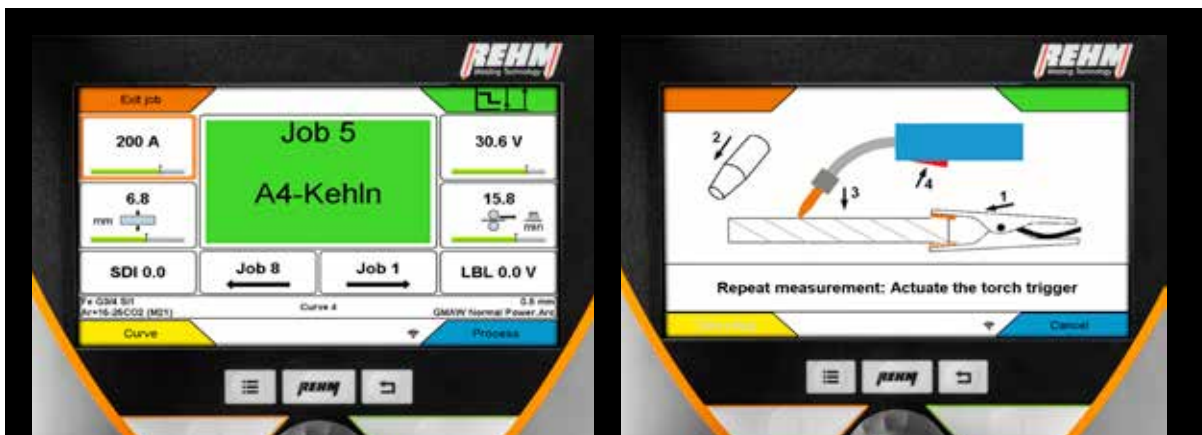 REHM
Welding Technology
Exit job
200 A
Job 5
30.6 V
6.8
mm
A4-Kehln
15.8
m
min
SDI 0.0
Job 8
Job 1
LBL 0.0 V
Fe G3/4 Si1
Ar+16-25CO2 (M21)
Curve 4
0.8 mm
GMAW Normal Power.Arc
Curve
Process
REHM
REHM
Welding Technology
2
3
4
1
Repeat measurement: Actuate the torch trigger
Cancel
REHM